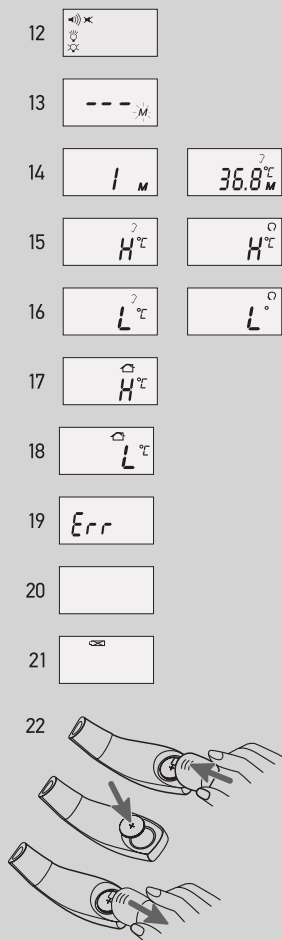 12
13 --- M
14 1 M 36.8°C M
15 H°C H°C
16 L °C L °
17 H°C
18 L °C
19 Err
20
21
22 +
+
+